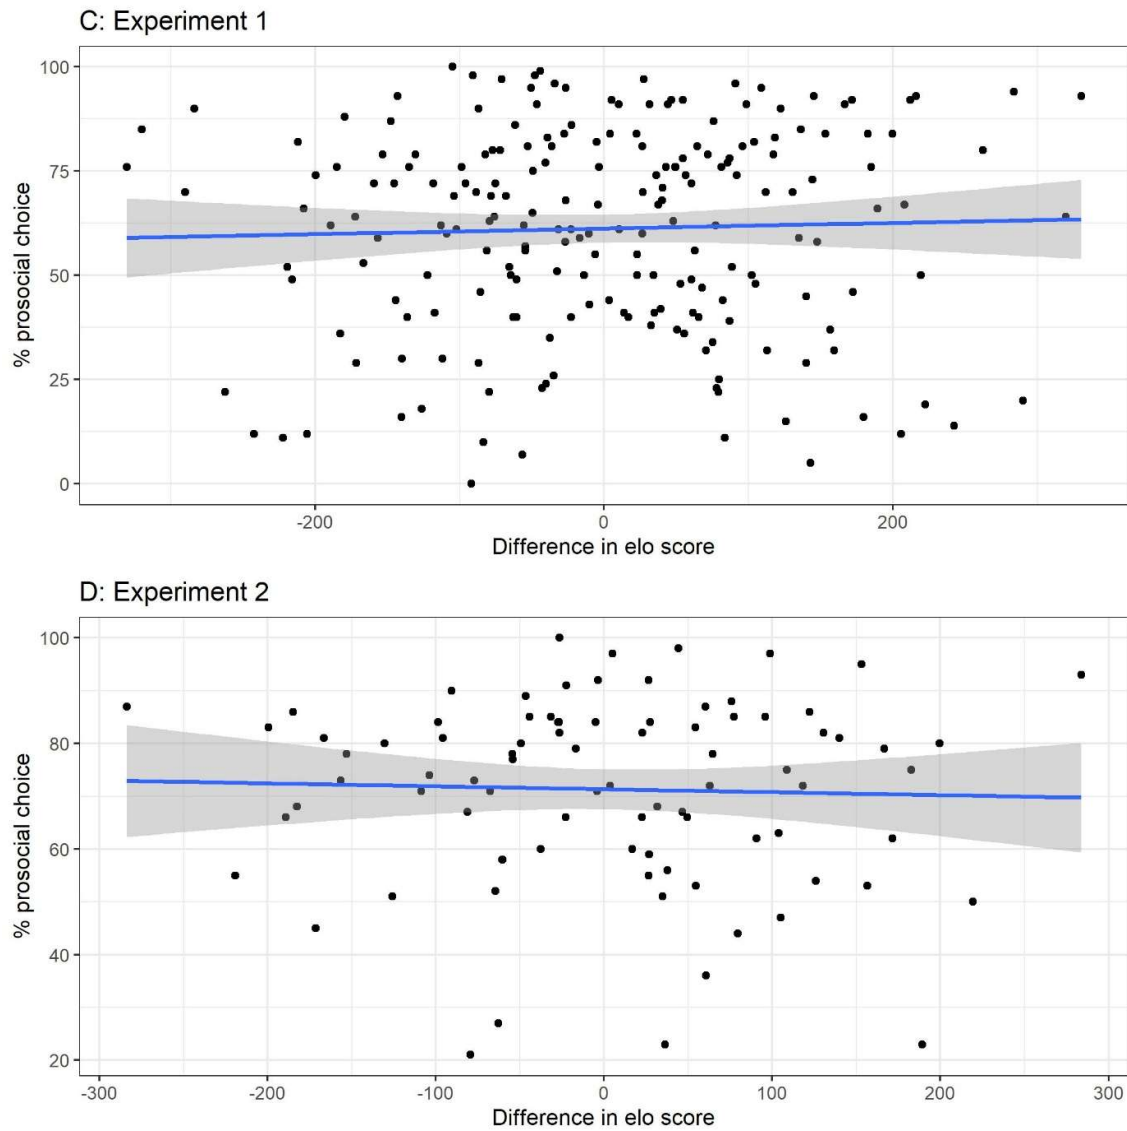 C: Experiment 1
100
75
50
25
0
% prosocial choice
-200 0 200
Difference in elo score
D: Experiment 2
100
80
60
40
20
% prosocial choice
-300 -200 -100 0 100 200 300
Difference in elo score